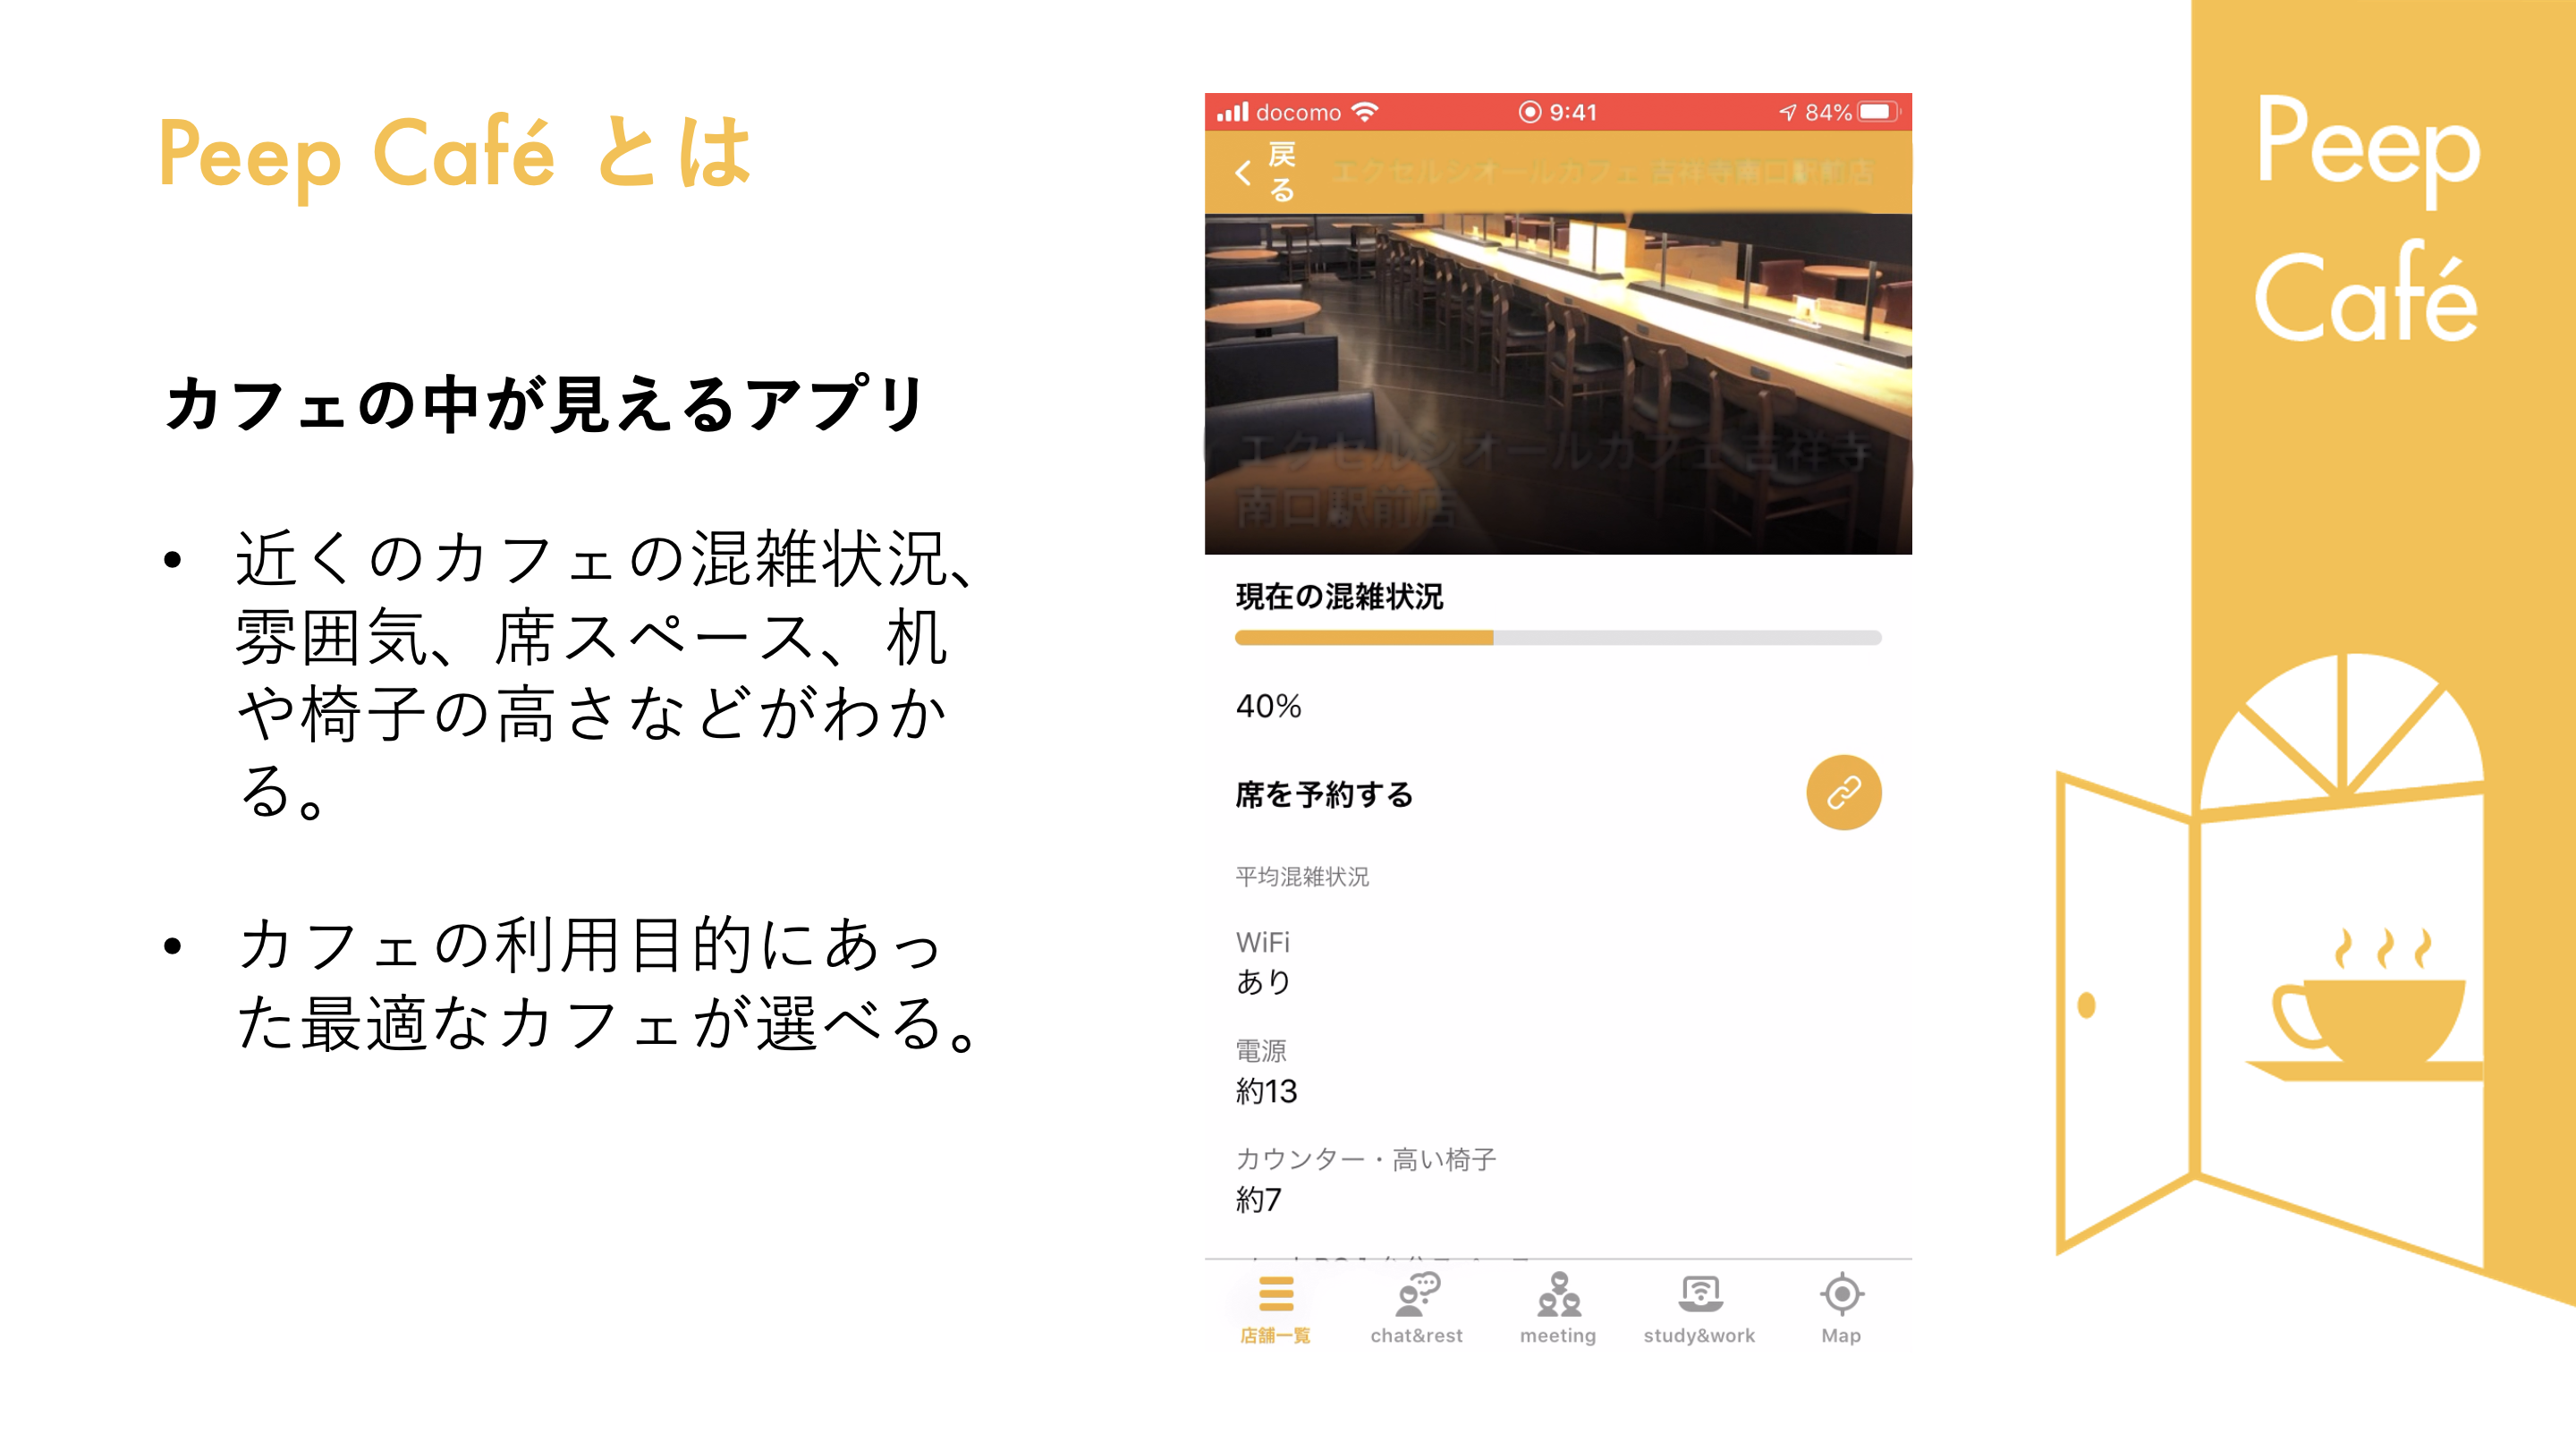 Peep Café とは
カフェの中が見えるアプリ
• 近くのカフェの混雑状況、
雰囲気、席スペース、机
や椅子の高さなどがわか
る。
• カフェの利用目的にあっ
た最適なカフェが選べる。
docomo 9:41 84%
戻
る
エクセルシオールカフェ 吉祥寺南口駅前店
エクセルシオールカフェ 吉祥寺
南口駅前店
現在の混雑状況
40%
席を予約する
平均混雑状況
WiFi
あり
電源
約13
カウンター・高い椅子
約7
店舗一覧
chat&rest
meeting
study&work
Map
Peep
Café